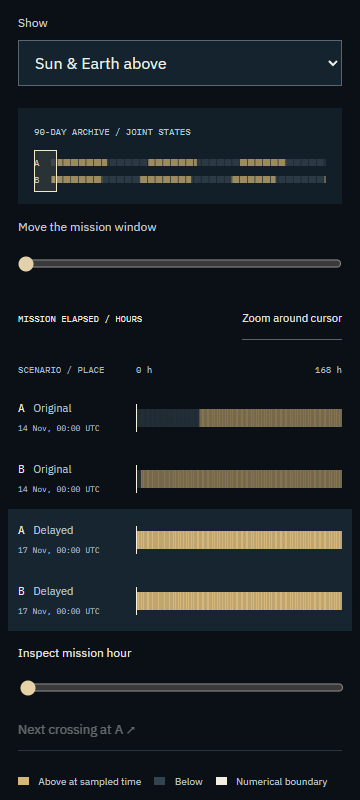 Show
Sun & Earth above
90-DAY ARCHIVE / JOINT STATES
A
B
Move the mission window
MISSION ELAPSED / HOURS
Zoom around cursor
SCENARIO / PLACE 0 h 168 h
A Original
14 Nov, 00:00 UTC
B Original
14 Nov, 00:00 UTC
A Delayed
17 Nov, 00:00 UTC
B Delayed
17 Nov, 00:00 UTC
Inspect mission hour
Next crossing at A ↗
Above at sampled time Below Numerical boundary